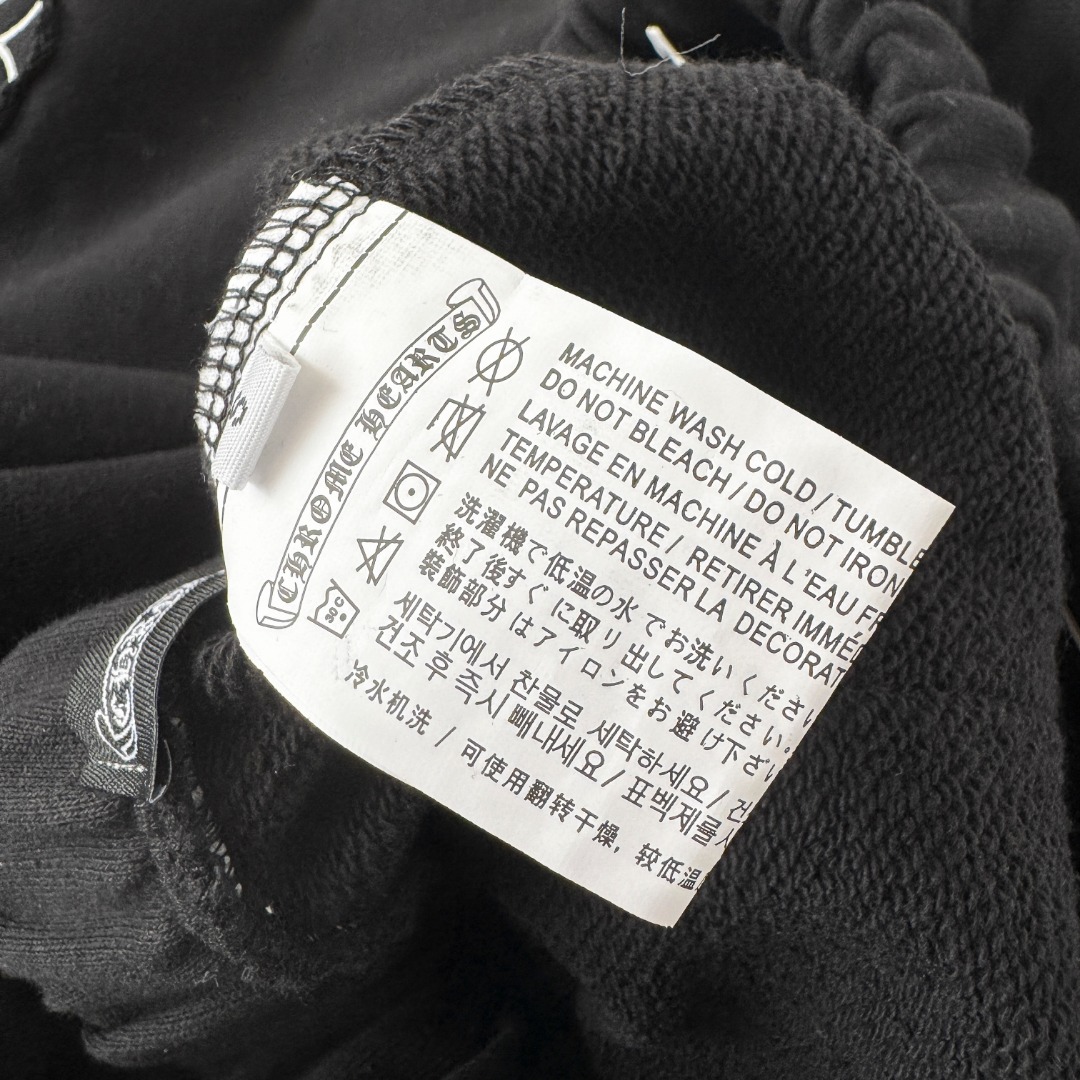 CHROME HEARTS
MACHINE WASH COLD / TUMBLE
DO NOT BLEACH / DO NOT IRON
LAVAGE EN MACHINE À L'EAU FR
TEMPERATURE / RETIRER IMMÉ
NE PAS REPASSER LA DECORAT
洗濯機で低温の水でお洗いください
終了後すぐに取り出してください。
装飾部分はアイロンをお避け下さい
세탁기에서 찬물로 세탁하세요 / 건
건조 후 즉시 빼내세요 / 표백제를
冷水机洗 / 可使用翻转干燥, 较低温
30